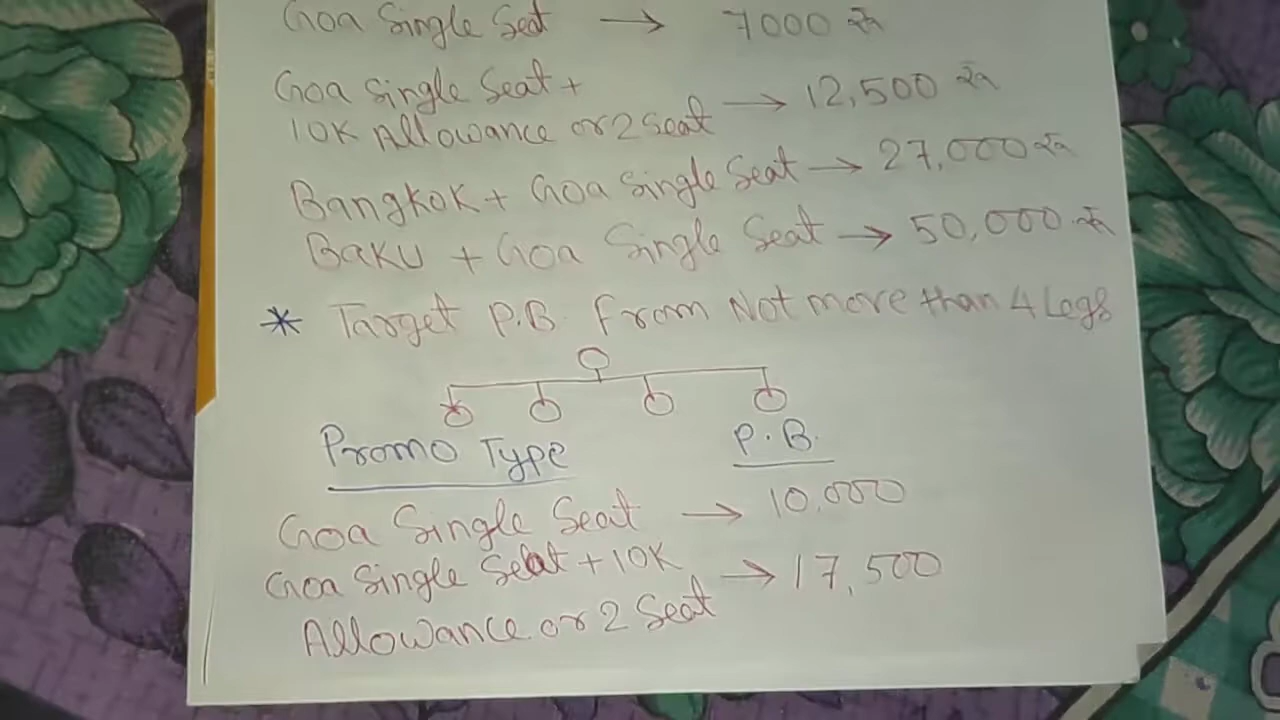 Goa Single Seat → 7000 रु
Goa Single Seat +
10K Allowance or 2 Seat → 12,500 रु
Bangkok + Goa Single Seat → 27,000 रु
BAKU + Goa Single Seat → 50,000 रु
* Target P.B. From Not more than 4 Legs
Promo Type P.B.
Goa Single Seat → 10,000
Goa Single Seat + 10K → 17,500
Allowance or 2 Seat